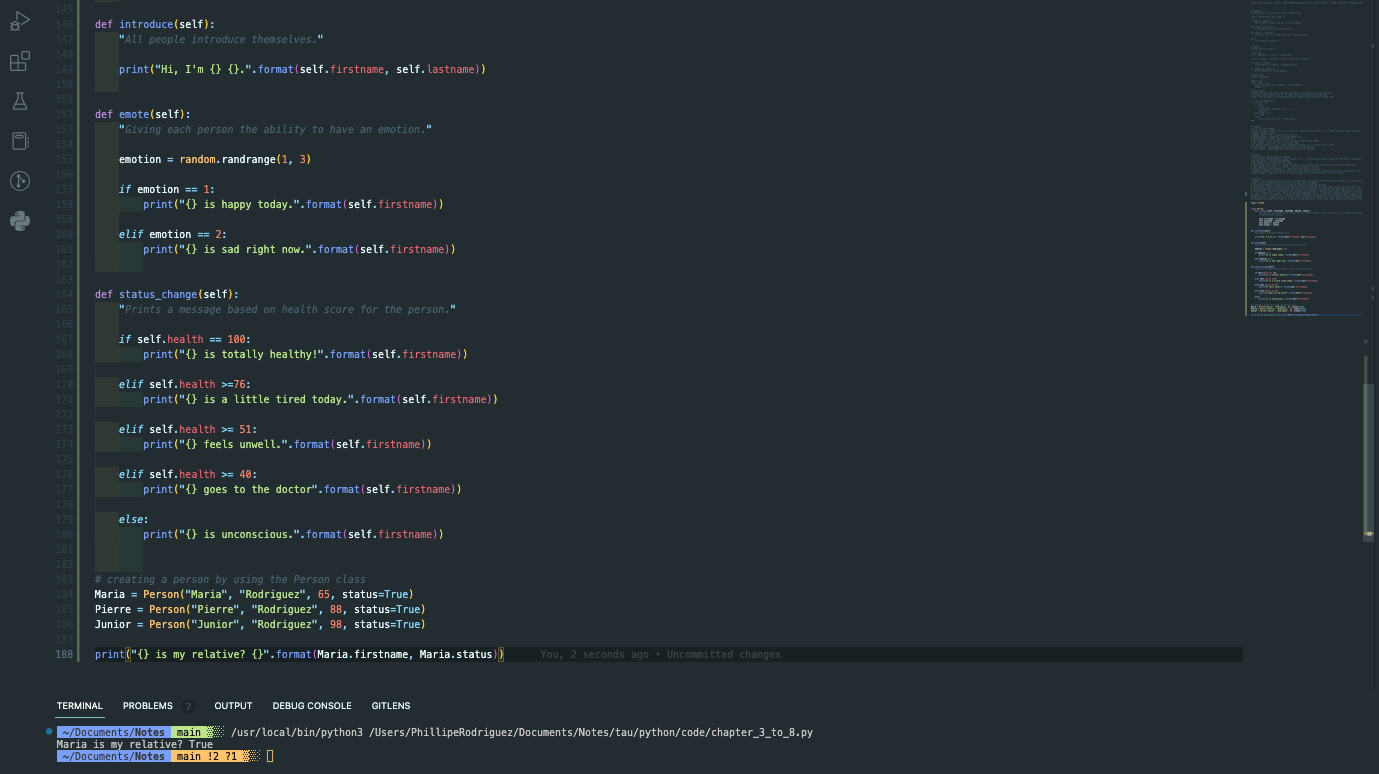 145
146 def introduce(self):
147 "All people introduce themselves."
148
149 print("Hi, I'm {} {}.".format(self.firstname, self.lastname))
150
151
152 def emote(self):
153 "Giving each person the ability to have an emotion."
154
155 emotion = random.randrange(1, 3)
156
157 if emotion == 1:
158 print("{} is happy today.".format(self.firstname))
159
160 elif emotion == 2:
161 print("{} is sad right now.".format(self.firstname))
162
163
164 def status_change(self):
165 "Prints a message based on health score for the person."
166
167 if self.health == 100:
168 print("{} is totally healthy!".format(self.firstname))
169
170 elif self.health >=76:
171 print("{} is a little tired today.".format(self.firstname))
172
173 elif self.health >= 51:
174 print("{} feels unwell.".format(self.firstname))
175
176 elif self.health >= 40:
177 print("{} goes to the doctor".format(self.firstname))
178
179 else:
180 print("{} is unconscious.".format(self.firstname))
181
182
183 # creating a person by using the Person class
184 Maria = Person("Maria", "Rodriguez", 65, status=True)
185 Pierre = Person("Pierre", "Rodriguez", 88, status=True)
186 Junior = Person("Junior", "Rodriguez", 98, status=True)
187
188 print("{} is my relative? {}".format(Maria.firstname, Maria.status)) You, 2 seconds ago • Uncommitted changes
TERMINAL PROBLEMS 7 OUTPUT DEBUG CONSOLE GITLENS
~/Documents/Notes main /usr/local/bin/python3 /Users/PhillipeRodriguez/Documents/Notes/tau/python/code/chapter_3_to_8.py
Maria is my relative? True
~/Documents/Notes main !2 ?1